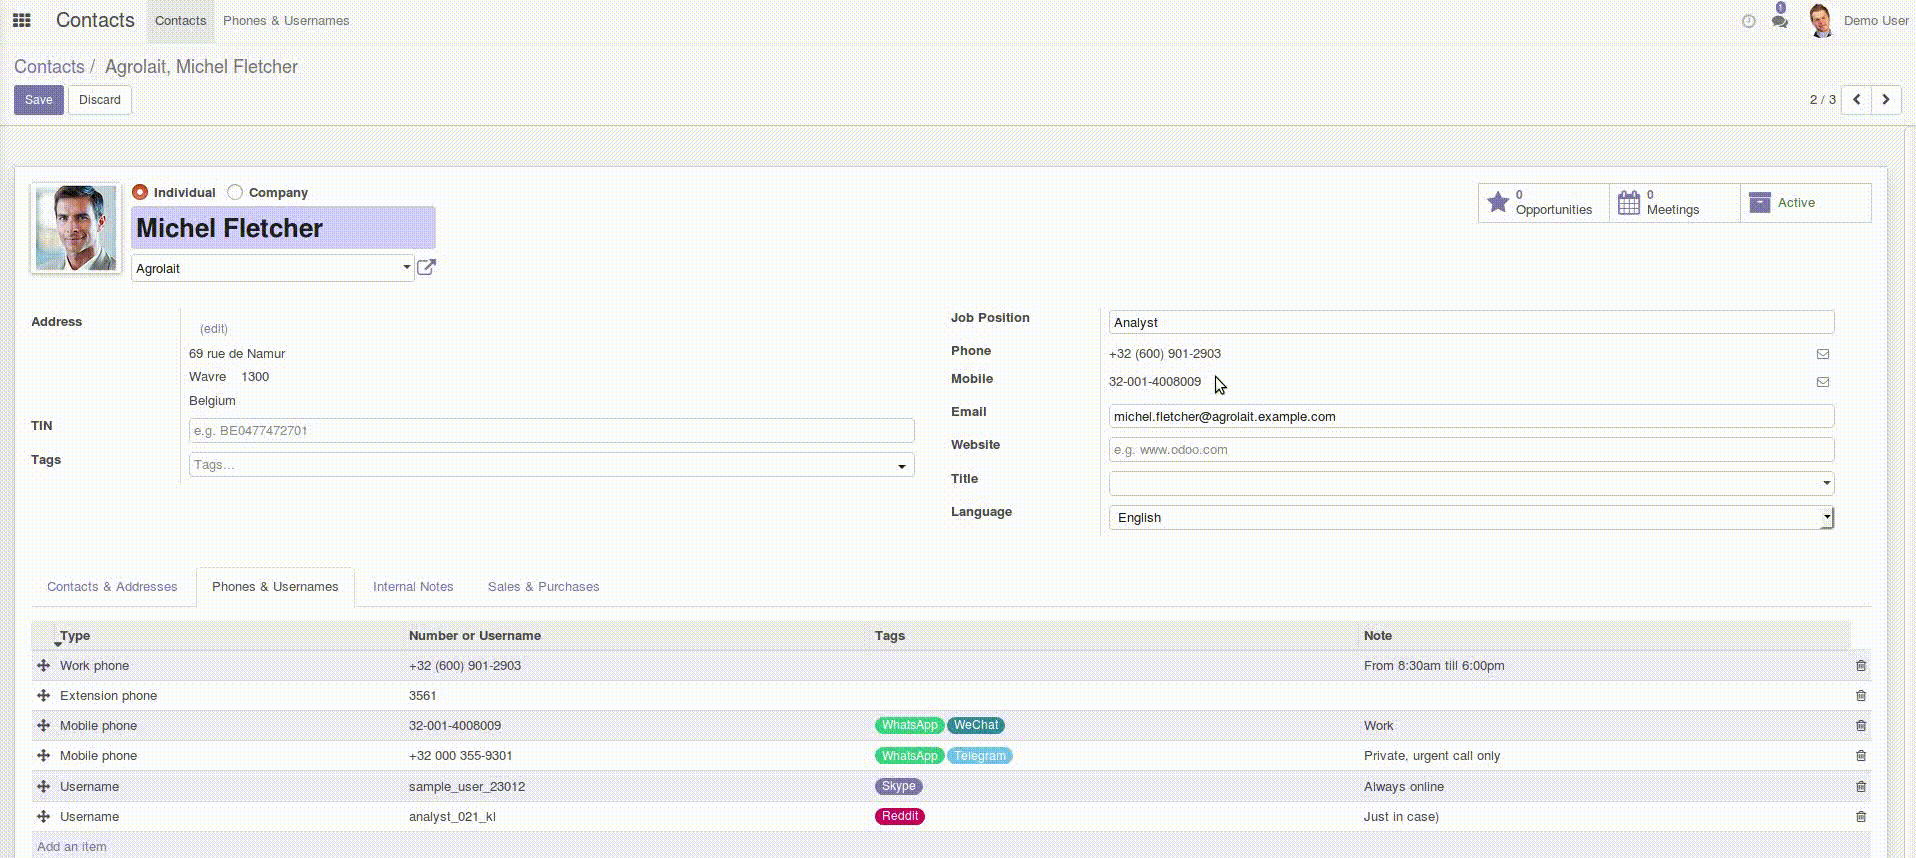 Contacts Contacts Phones & Usernames 1 Demo User
Contacts / Agrolait, Michel Fletcher
Save Discard 2 / 3
Individual Company
Michel Fletcher
Agrolait
0 Opportunities 0 Meetings Active
Address
(edit)
69 rue de Namur
Wavre 1300
Belgium
TIN e.g. BE0477472701
Tags Tags...
Job Position Analyst
Phone +32 (600) 901-2903
Mobile 32-001-4008009
Email michel.fletcher@agrolait.example.com
Website e.g. www.odoo.com
Title
Language English
Contacts & Addresses Phones & Usernames Internal Notes Sales & Purchases
Type Number or Username Tags Note
Work phone +32 (600) 901-2903 From 8:30am till 6:00pm
Extension phone 3561
Mobile phone 32-001-4008009 WhatsApp WeChat Work
Mobile phone +32 000 355-9301 WhatsApp Telegram Private, urgent call only
Username sample_user_23012 Skype Always online
Username analyst_021_kl Reddit Just in case)
Add an item